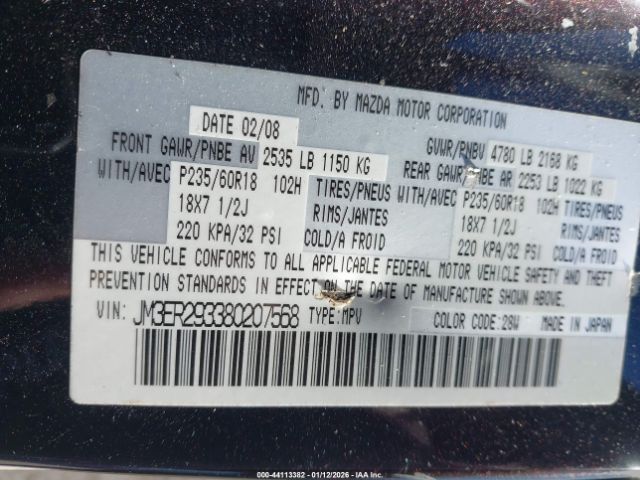 MFD. BY MAZDA MOTOR CORPORATION
DATE 02/08
GVWR/PNBV 4780 LB 2168 KG
FRONT GAWR/PNBE AV 2535 LB 1150 KG
REAR GAWR/PNBE AR 2253 LB 1022 KG
WITH/AVEC P235/60R18 102H TIRES/PNEUS WITH/AVEC P235/60R18 102H TIRES/PNEUS
18X7 1/2J RIMS/JANTES 18X7 1/2J RIMS/JANTES
220 KPA/32 PSI COLD/A FROID 220 KPA/32 PSI COLD/A FROID
THIS VEHICLE CONFORMS TO ALL APPLICABLE FEDERAL MOTOR VEHICLE SAFETY AND THEFT
PREVENTION STANDARDS IN EFFECT ON THE DATE OF MANUFACTURE SHOWN ABOVE.
VIN: JM3ER293380207568 TYPE:MPV COLOR CODE:28W MADE IN JAPAN
000-44113382 - 01/12/2026 - IAAI.com